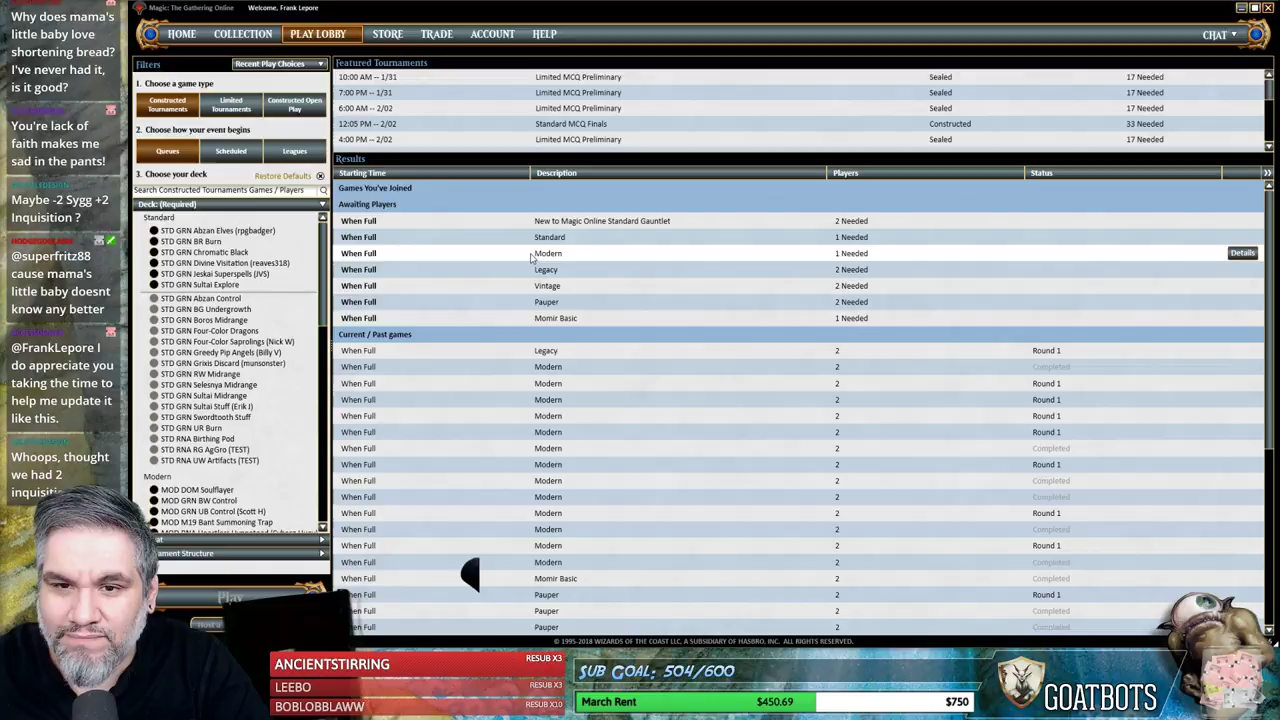 Why does mama's
little baby love
shortening bread?
I've never had it,
is it good?
You're lack of
faith makes me
sad in the pants!
Maybe -2 Sygg +2
Inquisition ?
@superfritz88
cause mama's
little baby doesnt
know any better
@FrankLepore I
do appreciate you
taking the time to
help me update it
like this.
Whoops, thought
we had 2
Magic: The Gathering Online
Welcome, Frank Lepore
HOME
COLLECTION
PLAY LOBBY
STORE
TRADE
ACCOUNT
HELP
CHAT
Filters
Recent Play Choices
1. Choose a game type
Constructed Tournaments
Limited Tournaments
Constructed Open Play
2. Choose how your event begins
Queues
Scheduled
Leagues
3. Choose your deck
Restore Defaults
Search Constructed Tournaments Games / Players
Deck: (Required)
Standard
STD GRN Abzan Elves (rpgbadger)
STD GRN BR Burn
STD GRN Chromatic Black
STD GRN Divine Visitation (reaves318)
STD GRN Jeskai Superspells (JVS)
STD GRN Sultai Explore
STD GRN Abzan Control
STD GRN BG Undergrowth
STD GRN Boros Midrange
STD GRN Four-Color Dragons
STD GRN Four-Color Saprolings (Nick W)
STD GRN Greedy Pip Angels (Billy V)
STD GRN Grixis Discard (munsonster)
STD GRN RW Midrange
STD GRN Selesnya Midrange
STD GRN Sultai Midrange
STD GRN Sultai Stuff (Erik J)
STD GRN Swordtooth Stuff
STD GRN UR Burn
STD RNA Birthing Pod
STD RNA RG AgGro (TEST)
STD RNA UW Artifacts (TEST)
Modern
MOD DOM Soulflayer
MOD GRN BW Control
MOD GRN UB Control (Scott H)
MOD M19 Bant Summoning Trap
Play
Featured Tournaments
10:00 AM -- 1/31 Limited MCQ Preliminary Sealed 17 Needed
7:00 PM -- 1/31 Limited MCQ Preliminary Sealed 17 Needed
6:00 AM -- 2/02 Limited MCQ Preliminary Sealed 17 Needed
12:05 PM -- 2/02 Standard MCQ Finals Constructed 33 Needed
4:00 PM -- 2/02 Limited MCQ Preliminary Sealed 17 Needed
Results
Starting Time Description Players Status
Games You've Joined
Awaiting Players
When Full New to Magic Online Standard Gauntlet 2 Needed
When Full Standard 1 Needed
When Full Modern 1 Needed Details
When Full Legacy 2 Needed
When Full Vintage 2 Needed
When Full Pauper 2 Needed
When Full Momir Basic 1 Needed
Current / Past games
When Full Legacy 2 Round 1
When Full Modern 2 Completed
When Full Modern 2 Round 1
When Full Modern 2 Round 1
When Full Modern 2 Round 1
When Full Modern 2 Round 1
When Full Modern 2 Completed
When Full Modern 2 Round 1
When Full Modern 2 Completed
When Full Modern 2 Completed
When Full Modern 2 Round 1
When Full Modern 2 Completed
When Full Modern 2 Round 1
When Full Modern 2 Completed
When Full Momir Basic 2 Completed
When Full Pauper 2 Round 1
Full Pauper 2 Completed
Full Pauper 2 Completed
© 1995-2018 WIZARDS OF THE COAST LLC, A SUBSIDIARY OF HASBRO, INC. ALL RIGHTS RESERVED.
ANCIENTSTIRRING RESUB X3
LEEBO RESUB X3
BOBLOBBLAWW RESUB X10
SUB GOAL: 504/600
March Rent $450.69 $750
GOATBOTS